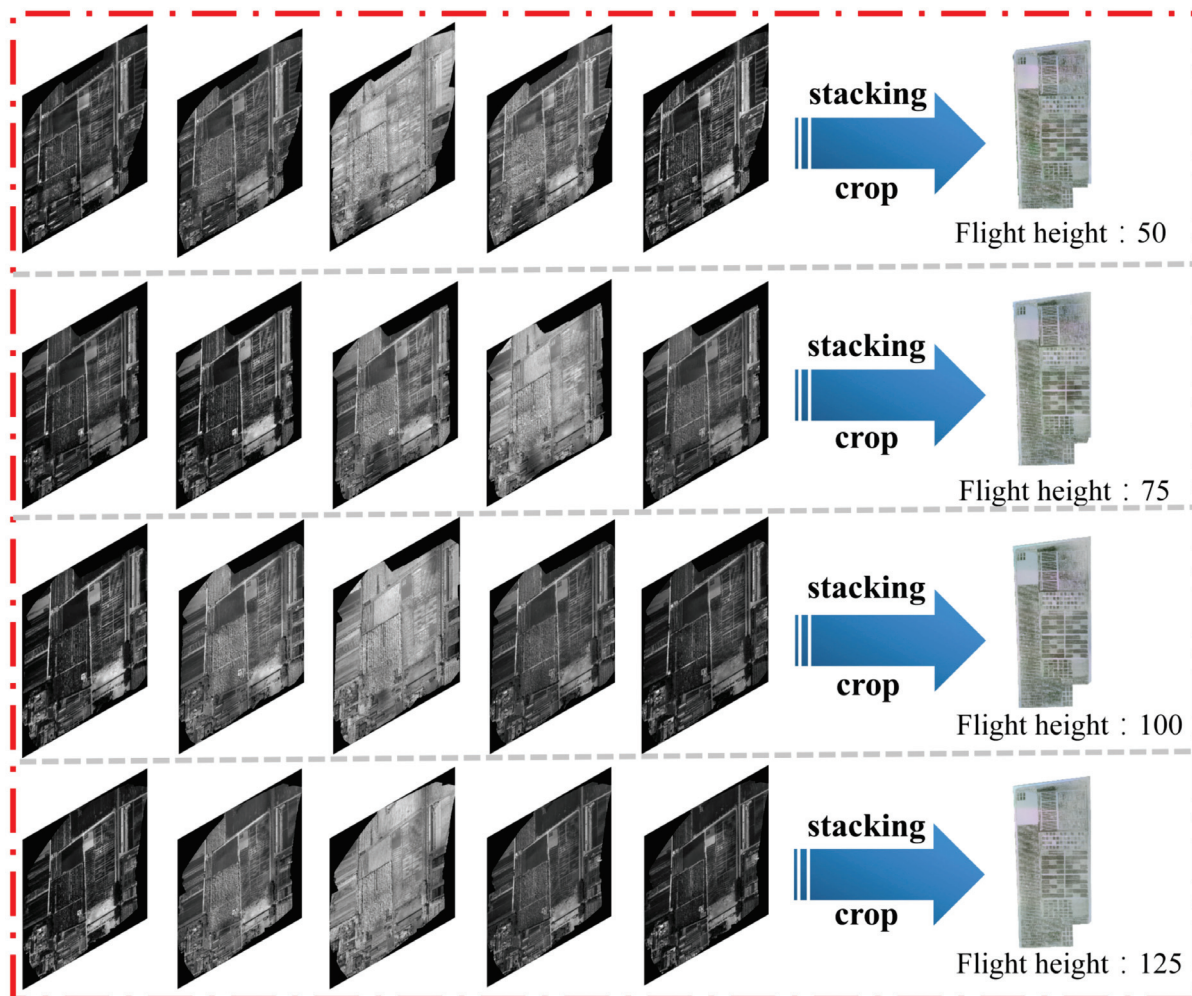 stacking
crop
Flight height：50
stacking
crop
Flight height：75
stacking
crop
Flight height：100
stacking
crop
Flight height：125